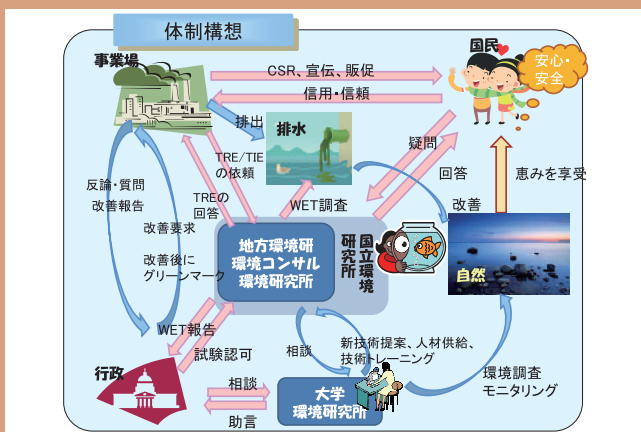 体制構想
事業場
国民
安心・
安全
CSR、宣伝、販促
信用・信頼
排出
排水
疑問
TRE/TIE
の依頼
回答
恵みを享受
反論・質問
改善報告
TREの
回答
WET調査
改善
改善要求
改善後に
グリーンマーク
地方環境研
環境コンサル
環境研究所
国立環境
研究所
自然
WET報告
試験認可
相談
新技術提案、人材供給、
技術トレーニング
行政
相談
助言
大学
環境研究所
環境調査
モニタリング